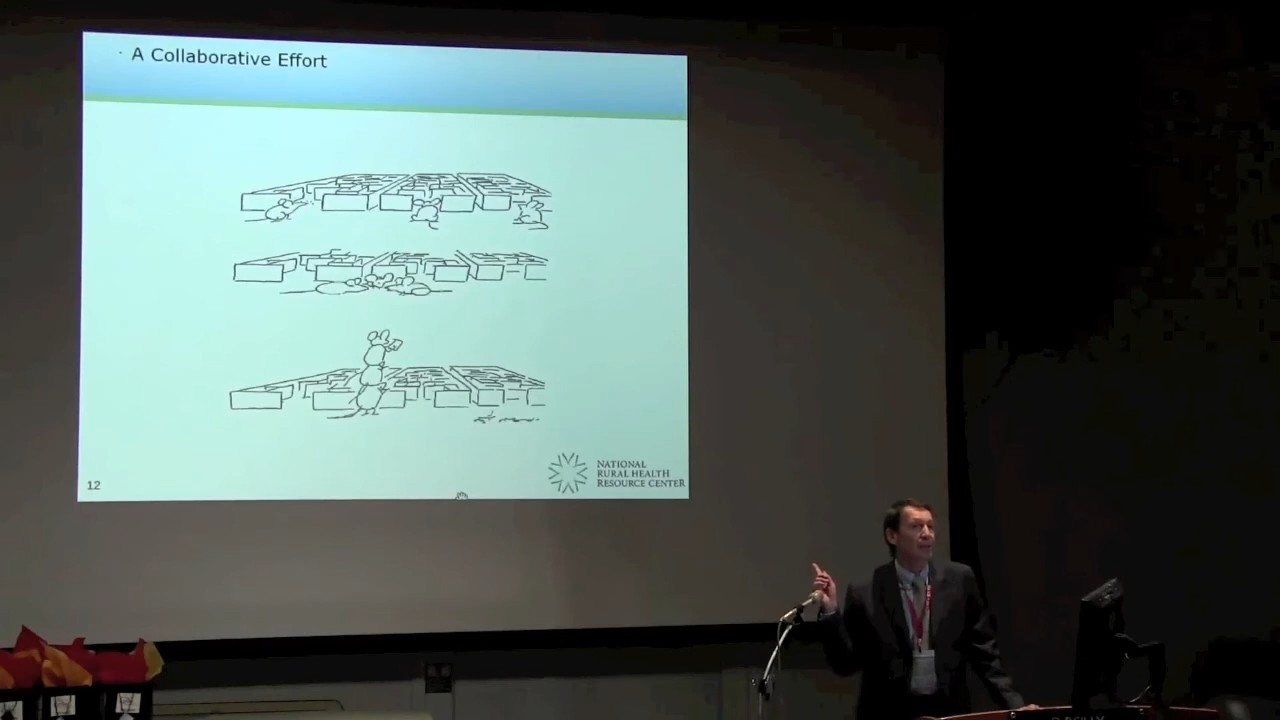 · A Collaborative Effort
NATIONAL
RURAL HEALTH
RESOURCE CENTER
12